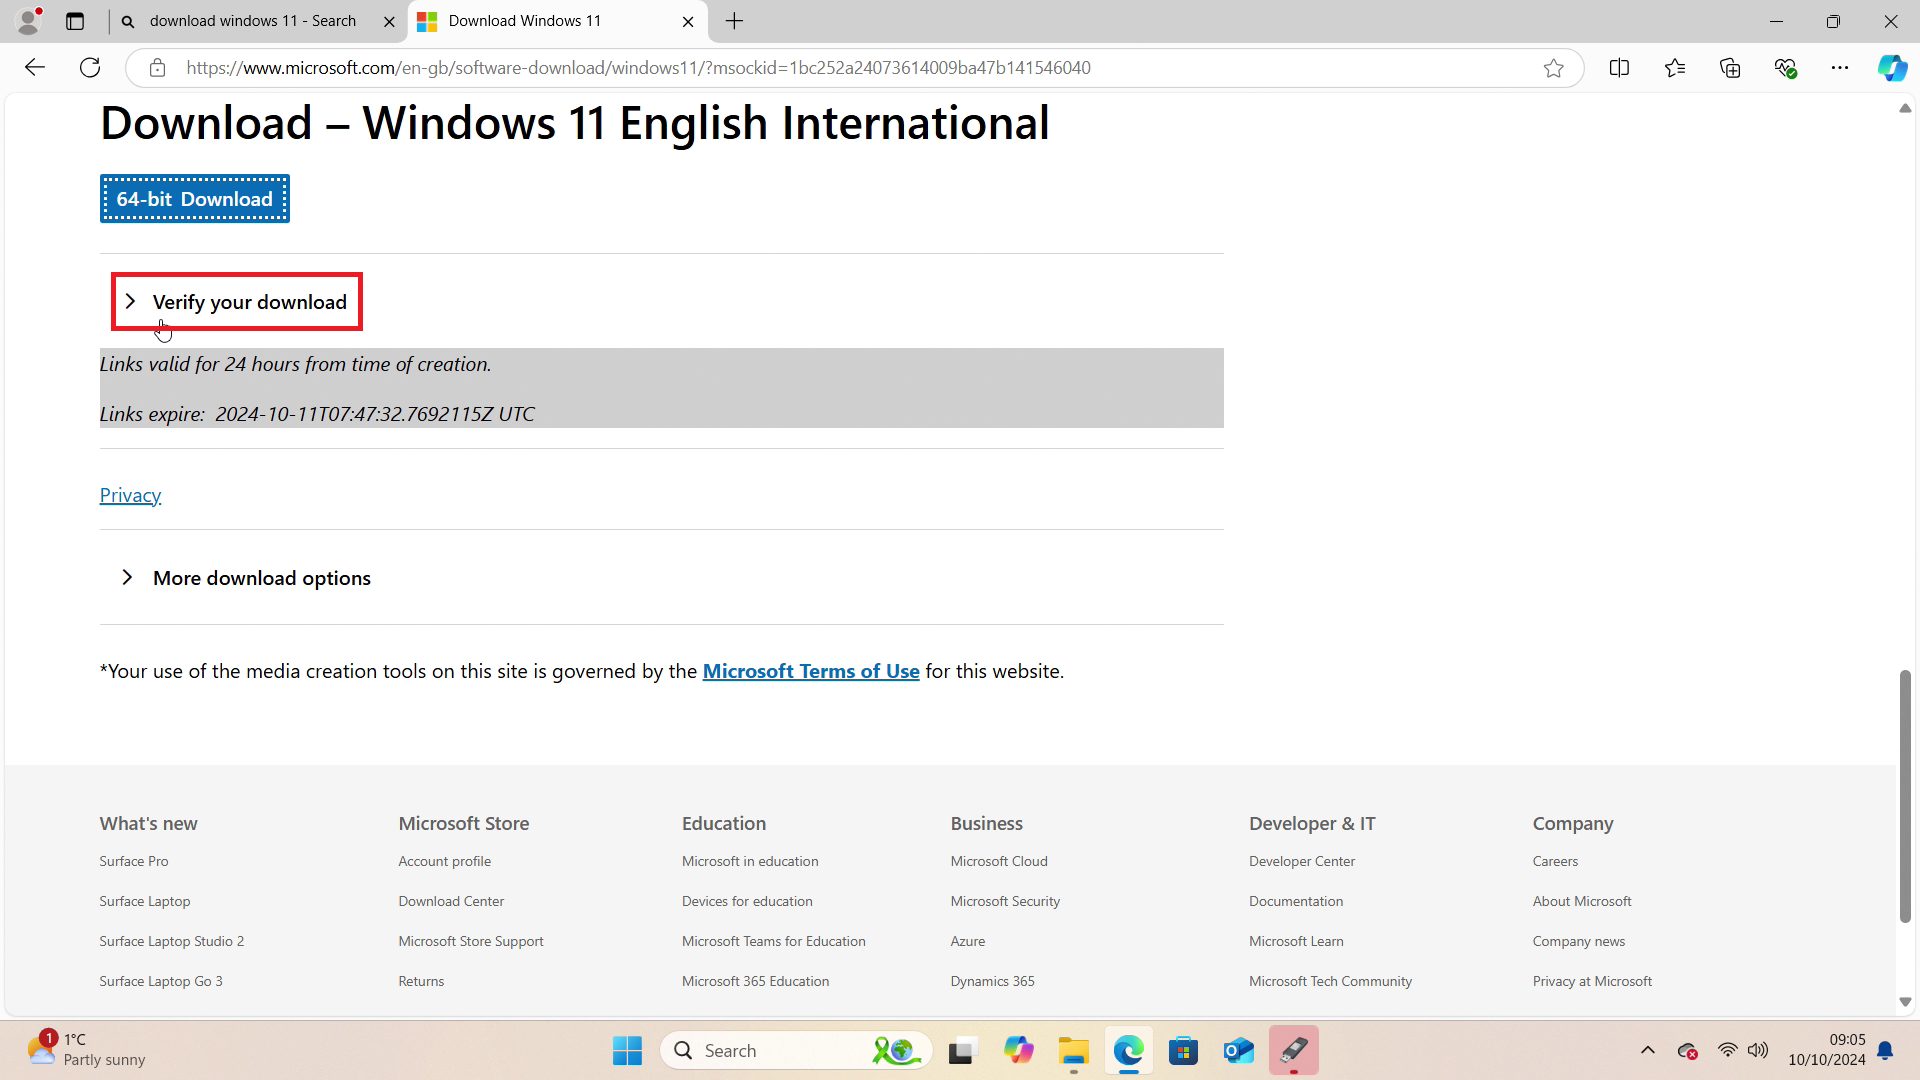 download windows 11 - Search
Download Windows 11
https://www.microsoft.com/en-gb/software-download/windows11/?msockid=1bc252a24073614009ba47b141546040
Download – Windows 11 English International
64-bit Download
Verify your download
Links valid for 24 hours from time of creation.
Links expire: 2024-10-11T07:47:32.7692115Z UTC
Privacy
More download options
*Your use of the media creation tools on this site is governed by the Microsoft Terms of Use for this website.
What's new
Surface Pro
Surface Laptop
Surface Laptop Studio 2
Surface Laptop Go 3
Microsoft Store
Account profile
Download Center
Microsoft Store Support
Returns
Education
Microsoft in education
Devices for education
Microsoft Teams for Education
Microsoft 365 Education
Business
Microsoft Cloud
Microsoft Security
Azure
Dynamics 365
Developer & IT
Developer Center
Documentation
Microsoft Learn
Microsoft Tech Community
Company
Careers
About Microsoft
Company news
Privacy at Microsoft
1
1°C
Partly sunny
Search
09:05
10/10/2024